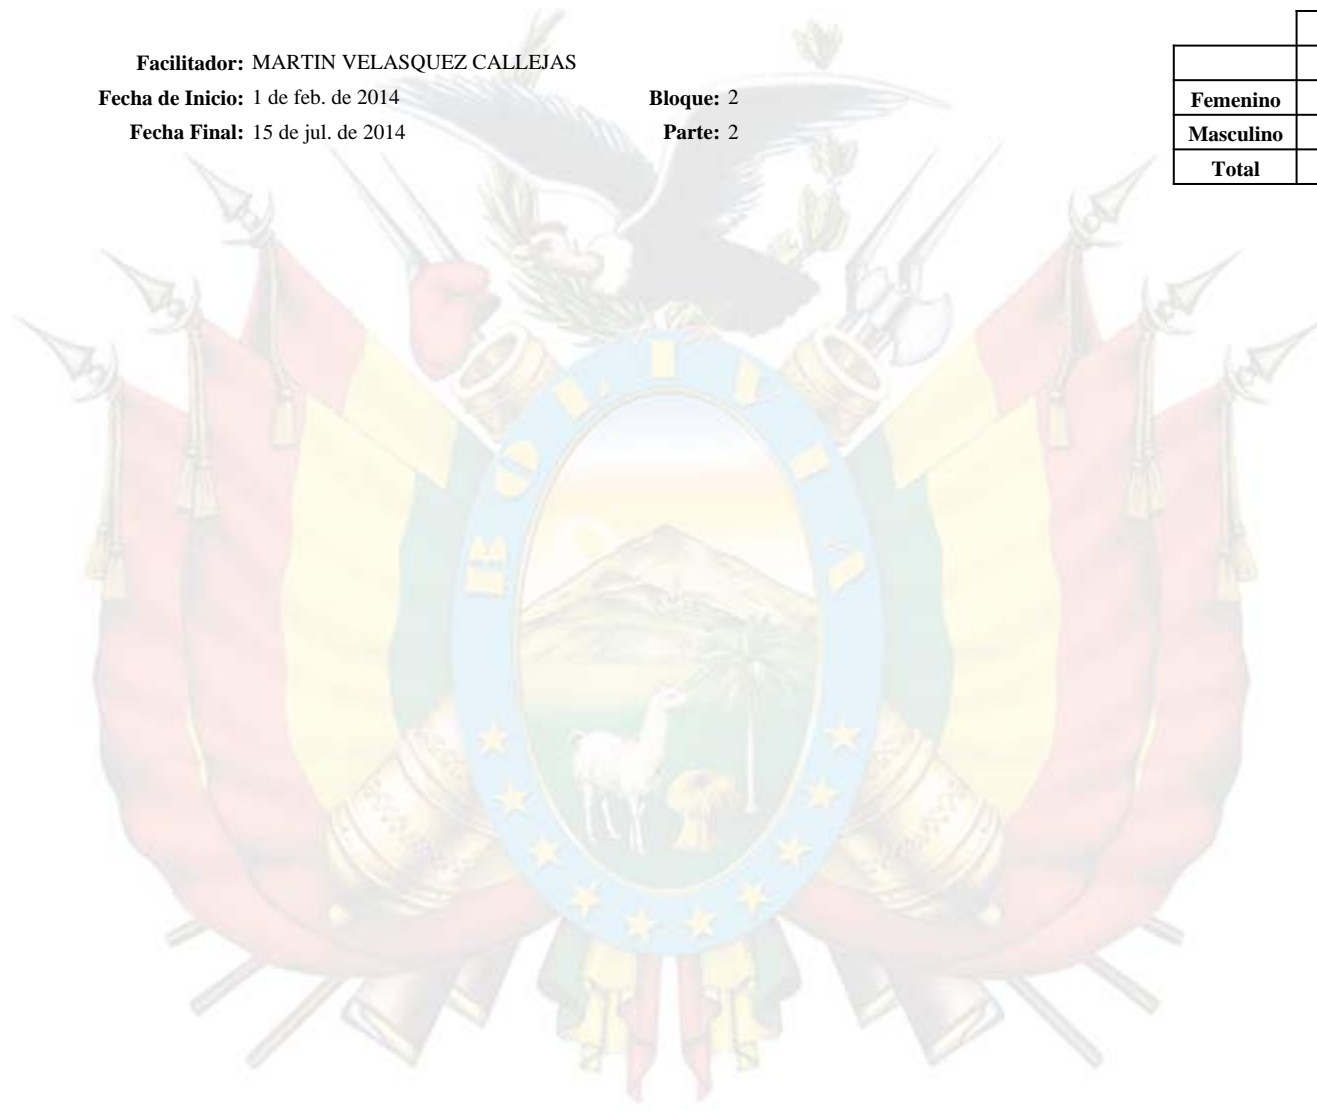 Facilitador: MARTIN VELASQUEZ CALLEJAS
Fecha de Inicio: 1 de feb. de 2014 Bloque: 2
Fecha Final: 15 de jul. de 2014 Parte: 2
Femenino
Masculino
Total
BOLIVIA